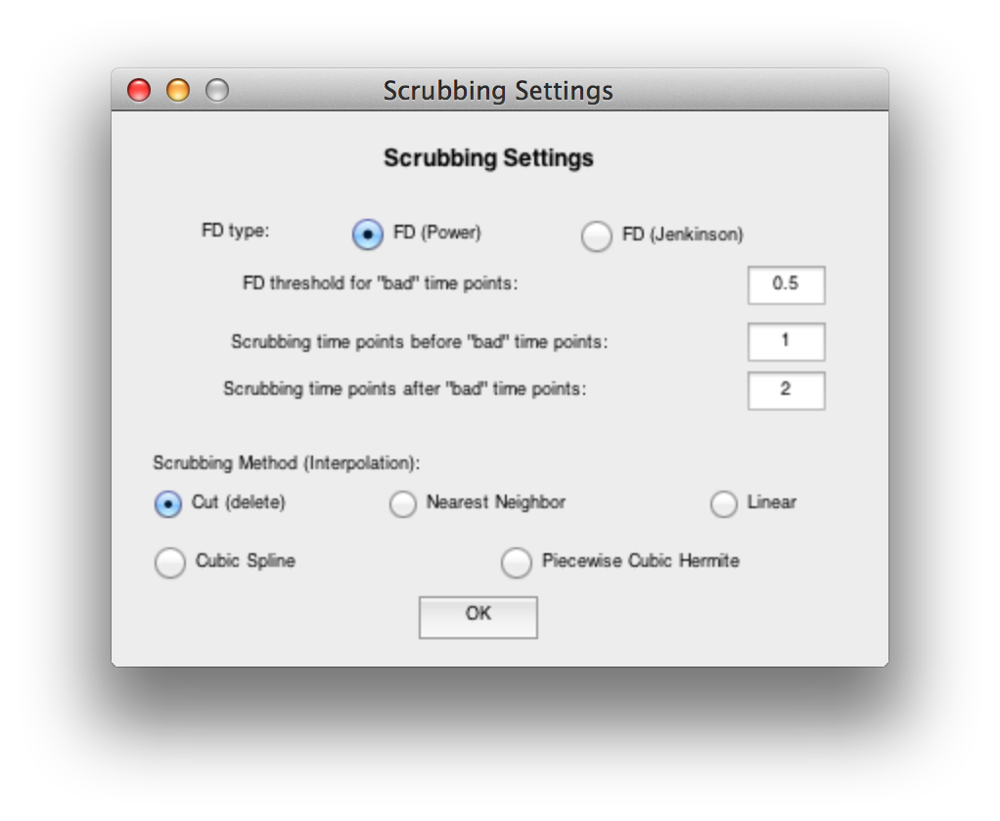 Scrubbing Settings
Scrubbing Settings
FD type: FD (Power) FD (Jenkinson)
FD threshold for "bad" time points: 0.5
Scrubbing time points before "bad" time points: 1
Scrubbing time points after "bad" time points: 2
Scrubbing Method (Interpolation):
Cut (delete) Nearest Neighbor Linear
Cubic Spline Piecewise Cubic Hermite
OK